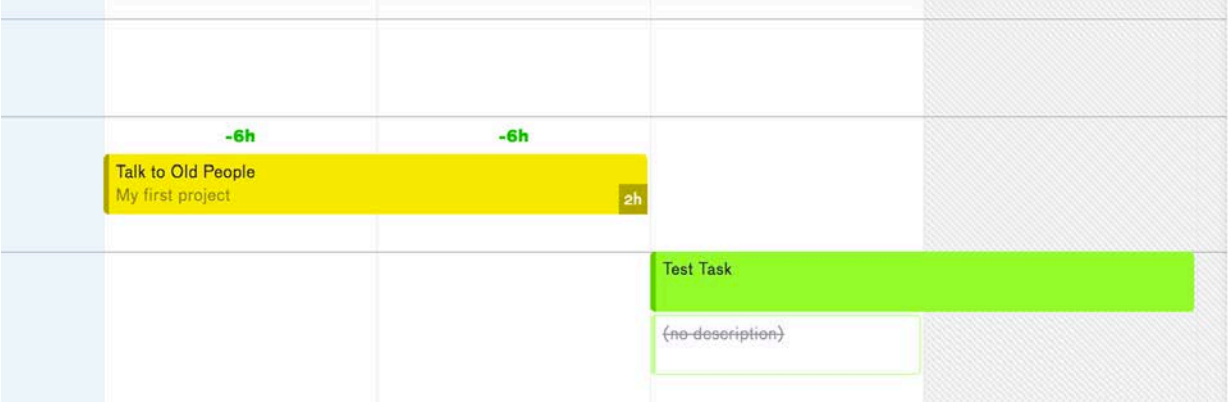 -6h -6h
Talk to Old People
My first project
2h
Test Task
(no description)